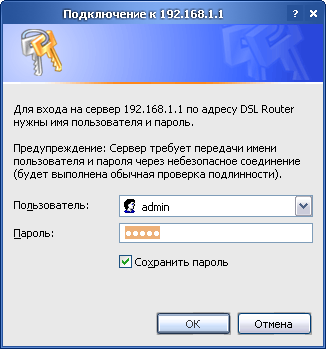 Подключение к 192.168.1.1
Для входа на сервер 192.168.1.1 по адресу DSL Router
нужны имя пользователя и пароль.
Предупреждение: Сервер требует передачи имени
пользователя и пароля через небезопасное соединение
(будет выполнена обычная проверка подлинности).
Пользователь: admin
Пароль: •••••
Сохранить пароль
ОК Отмена